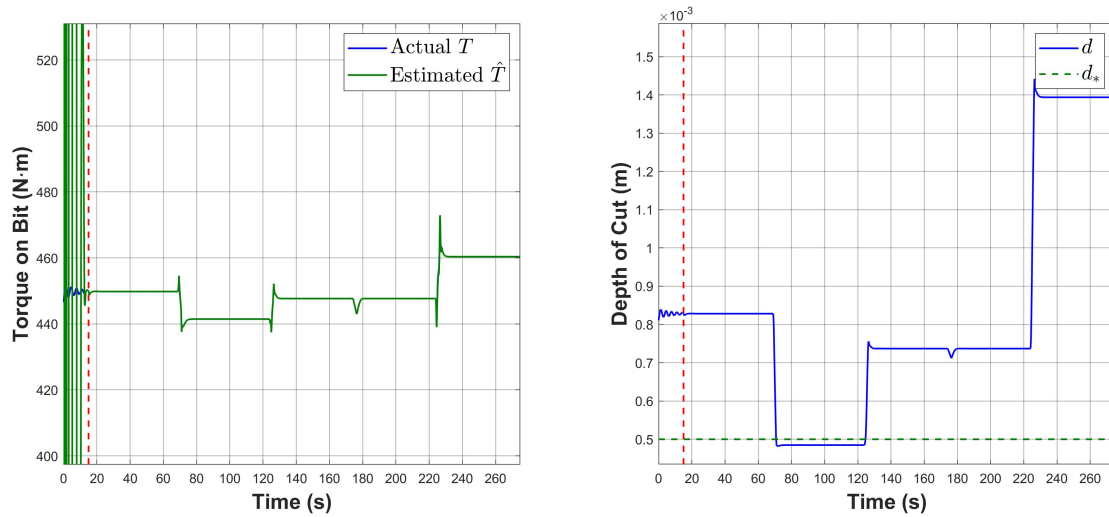 Actual T
Estimated T̂
520
500
480
460
440
420
400
0 20 40 60 80 100 120 140 160 180 200 220 240 260
Time (s)
Torque on Bit (N·m)
×10⁻³
d
d*
1.5
1.4
1.3
1.2
1.1
1
0.9
0.8
0.7
0.6
0.5
0 20 40 60 80 100 120 140 160 180 200 220 240 260
Time (s)
Depth of Cut (m)